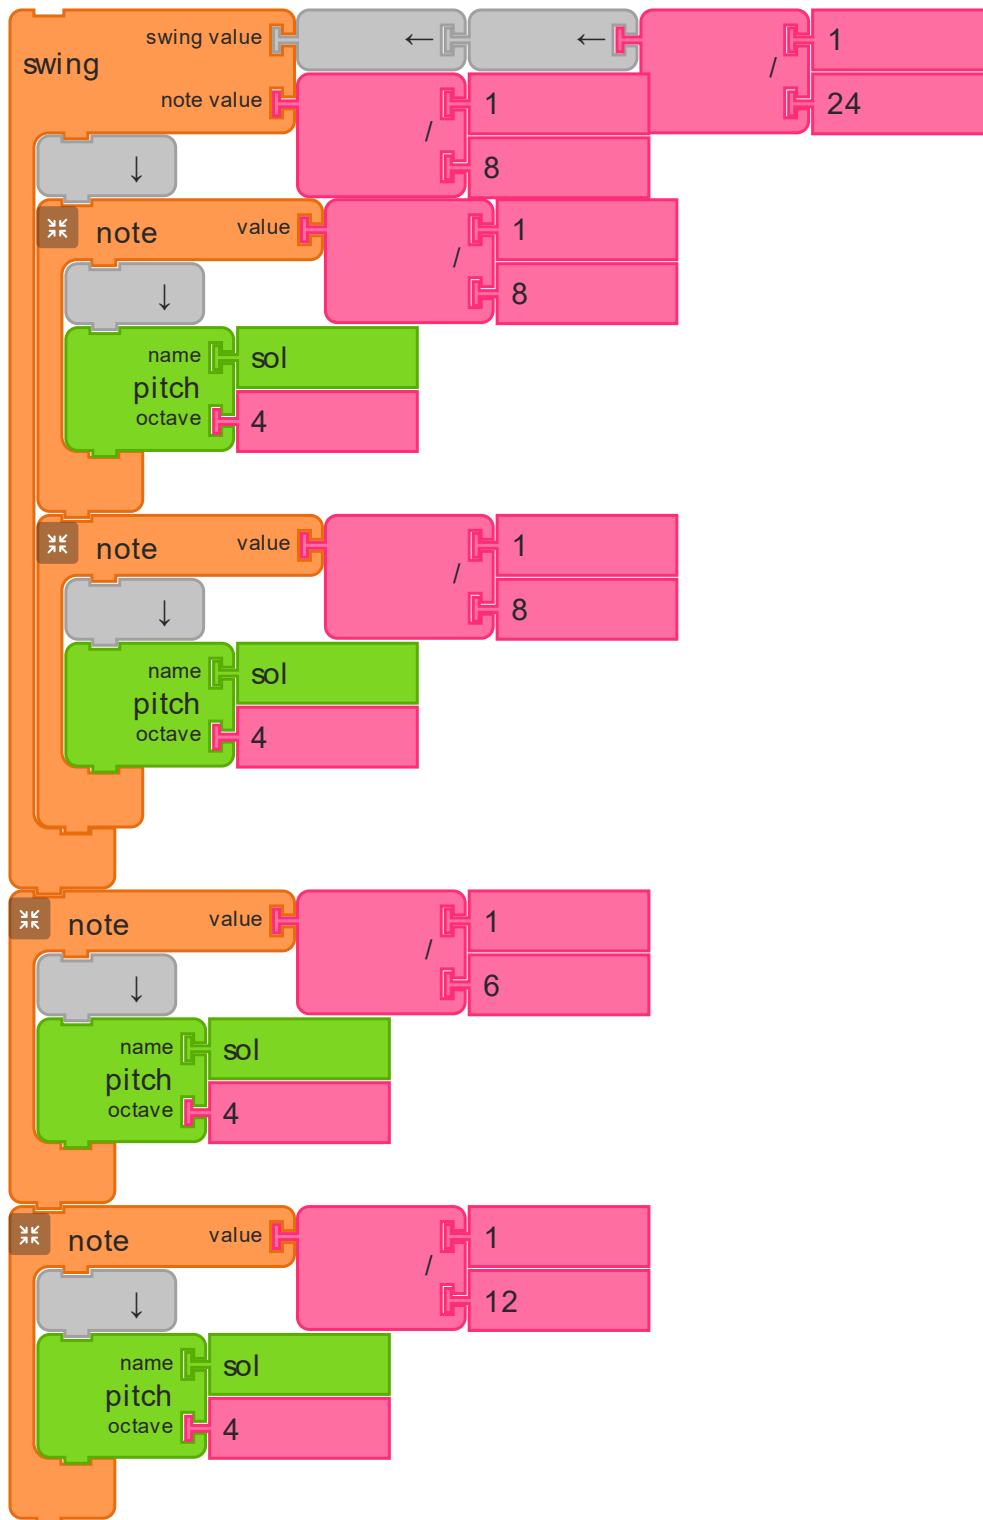 swing value ← ← 1
swing /
note value 1 24
/
↓ 8
note value 1
/
↓ 8
name sol
pitch
octave 4
note value 1
/
↓ 8
name sol
pitch
octave 4
note value 1
/
↓ 6
name sol
pitch
octave 4
note value 1
/
↓ 12
name sol
pitch
octave 4